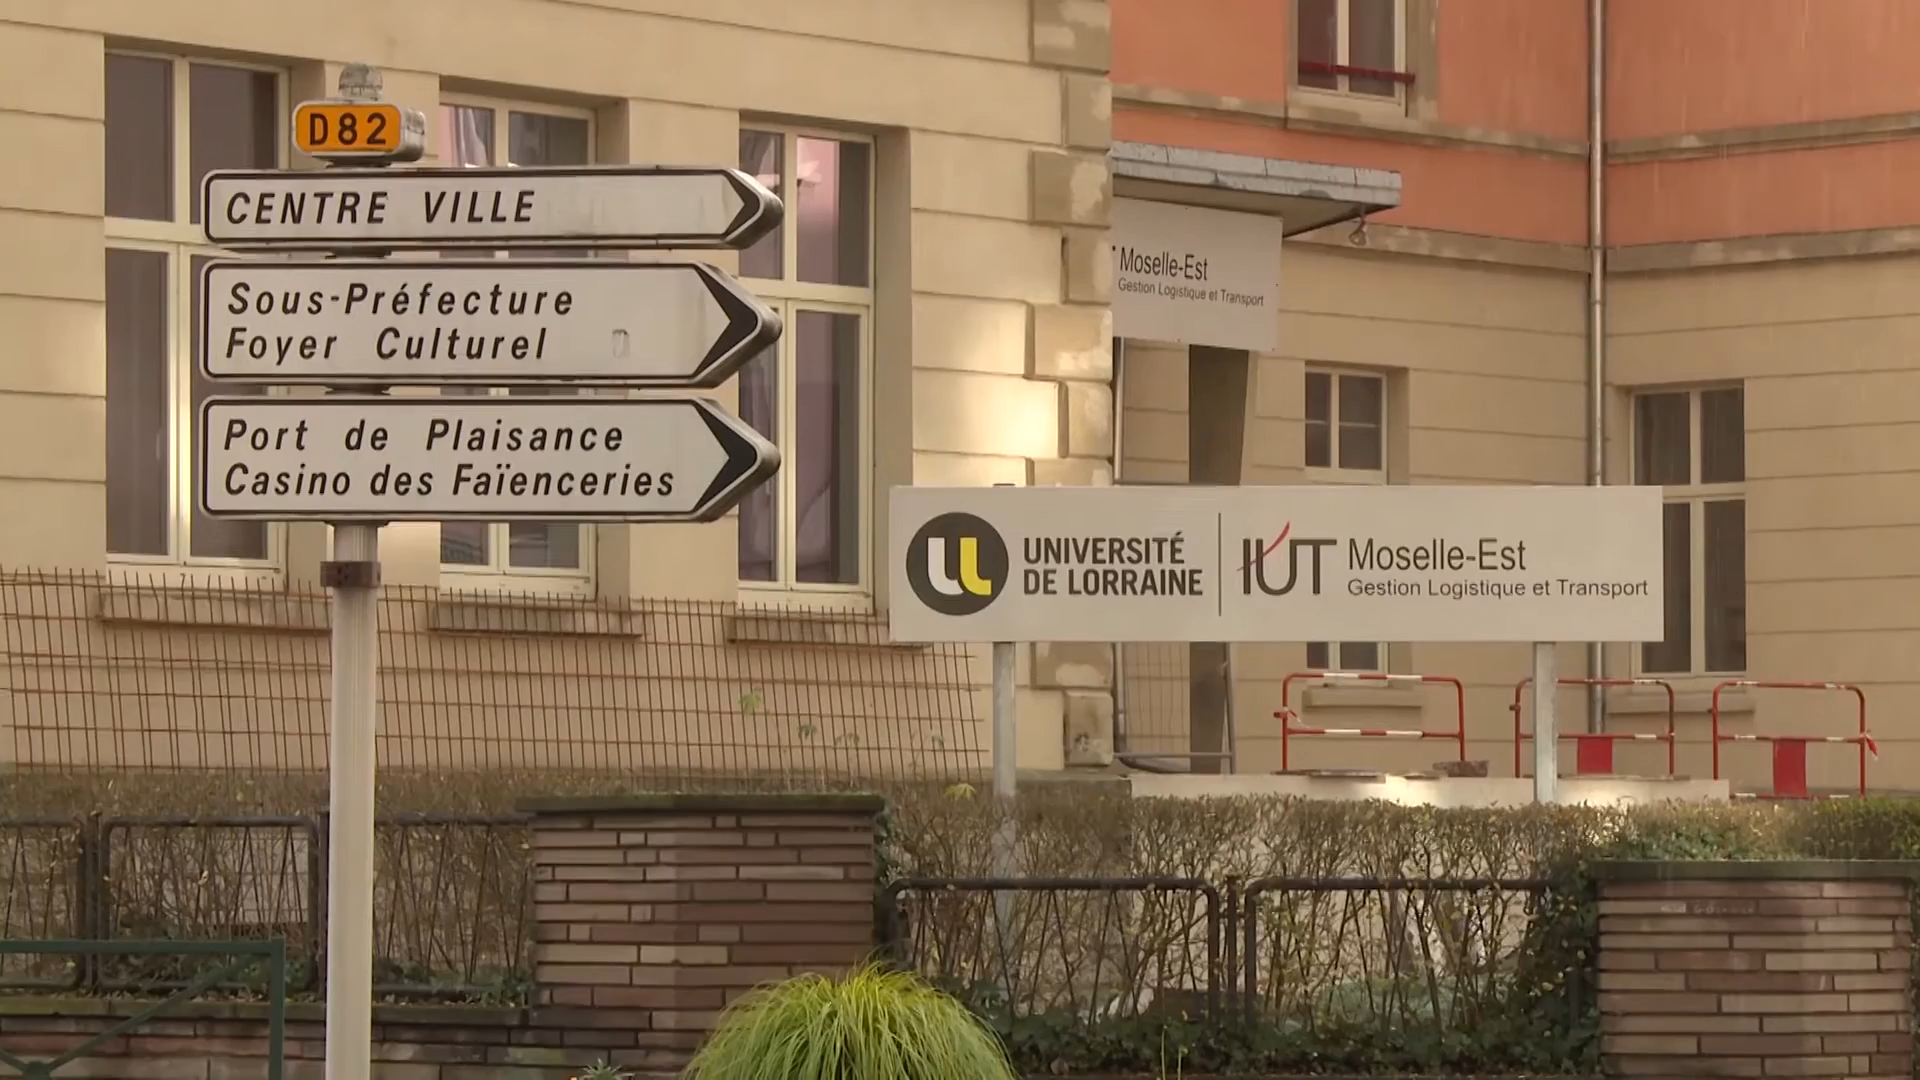 D82
CENTRE VILLE
Sous-Préfecture
Foyer Culturel
Port de Plaisance
Casino des Faïenceries
Moselle-Est
Gestion Logistique et Transport
UNIVERSITÉ
DE LORRAINE
IUT
Moselle-Est
Gestion Logistique et Transport